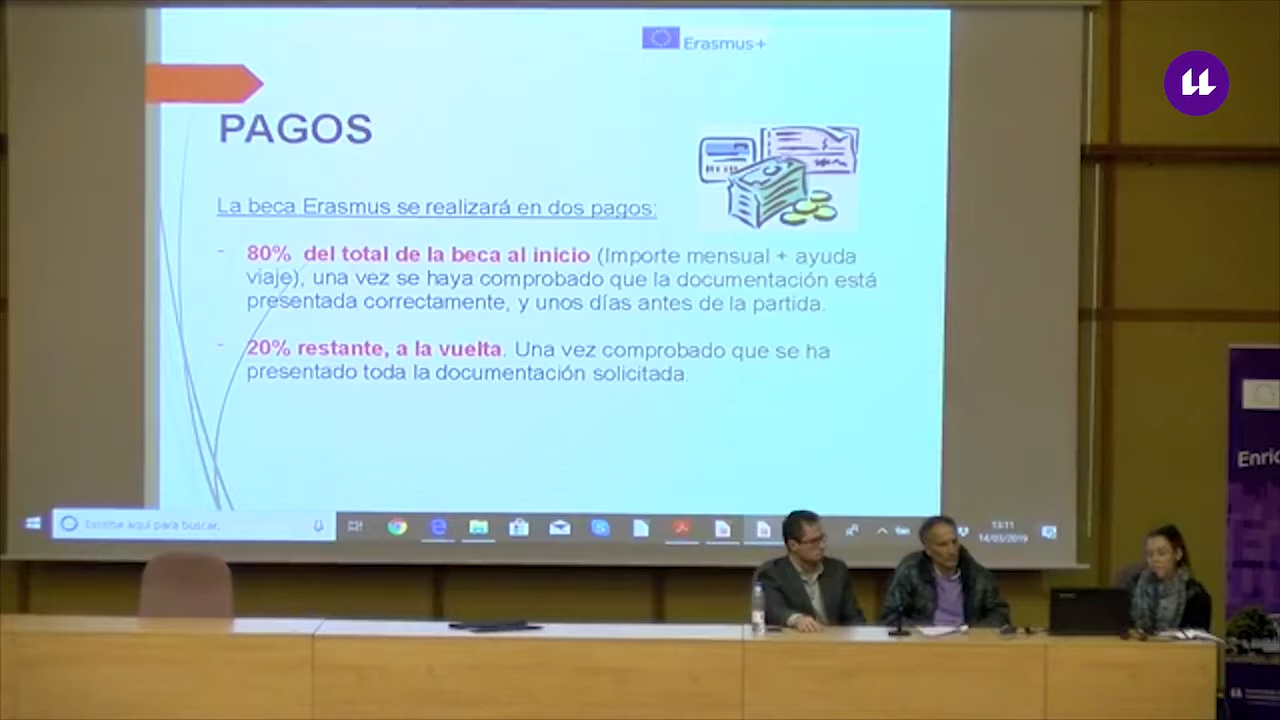 Erasmus+
PAGOS
La beca Erasmus se realizará en dos pagos:
- 80% del total de la beca al inicio (Importe mensual + ayuda
viaje), una vez se haya comprobado que la documentación está
presentada correctamente, y unos días antes de la partida.
- 20% restante, a la vuelta. Una vez comprobado que se ha
presentado toda la documentación solicitada.
Escribe aquí para buscar.
13:11
14/03/2019
Enri